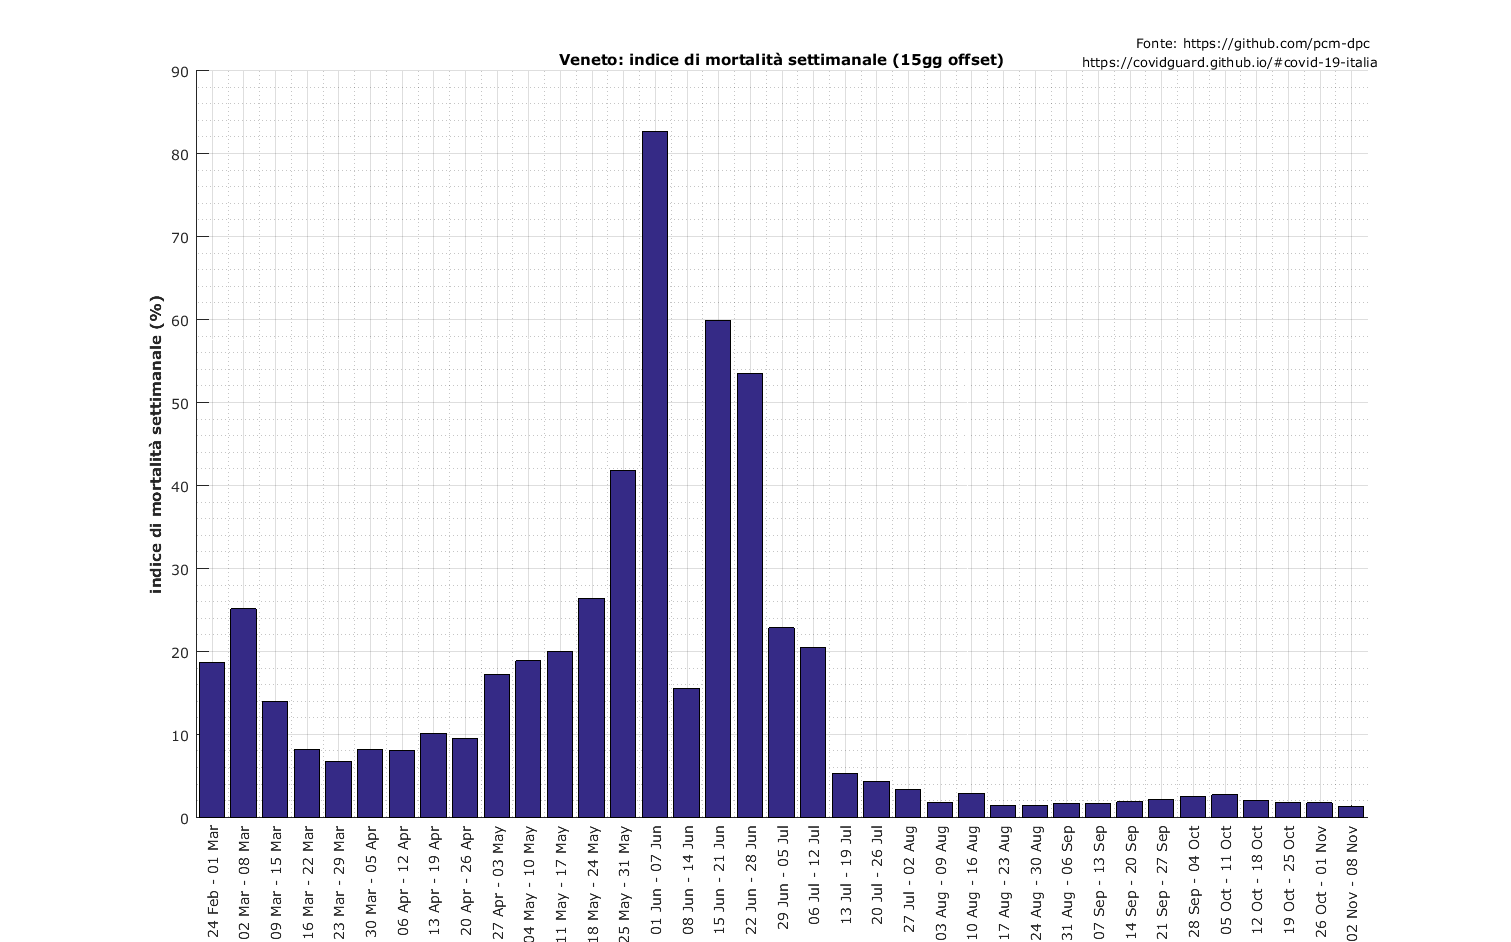 Fonte: https://github.com/pcm-dpc
https://covidguard.github.io/#covid-19-italia
Veneto: indice di mortalità settimanale (15gg offset)
indice di mortalità settimanale (%)
90
80
70
60
50
40
30
20
10
0
24 Feb - 01 Mar
02 Mar - 08 Mar
09 Mar - 15 Mar
16 Mar - 22 Mar
23 Mar - 29 Mar
30 Mar - 05 Apr
06 Apr - 12 Apr
13 Apr - 19 Apr
20 Apr - 26 Apr
27 Apr - 03 May
04 May - 10 May
11 May - 17 May
18 May - 24 May
25 May - 31 May
01 Jun - 07 Jun
08 Jun - 14 Jun
15 Jun - 21 Jun
22 Jun - 28 Jun
29 Jun - 05 Jul
06 Jul - 12 Jul
13 Jul - 19 Jul
20 Jul - 26 Jul
27 Jul - 02 Aug
03 Aug - 09 Aug
10 Aug - 16 Aug
17 Aug - 23 Aug
24 Aug - 30 Aug
31 Aug - 06 Sep
07 Sep - 13 Sep
14 Sep - 20 Sep
21 Sep - 27 Sep
28 Sep - 04 Oct
05 Oct - 11 Oct
12 Oct - 18 Oct
19 Oct - 25 Oct
26 Oct - 01 Nov
02 Nov - 08 Nov